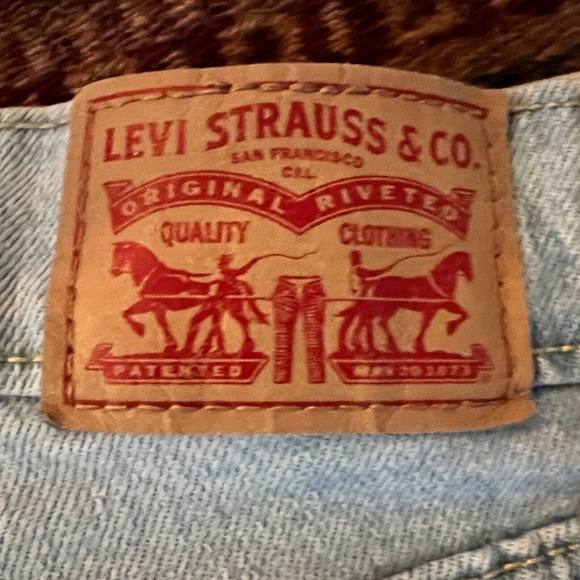 LEVI STRAUSS & CO.
SAN FRANCISCO
CAL.
ORIGINAL RIVETED
QUALITY CLOTHING
PATENTED MAY 20 1873